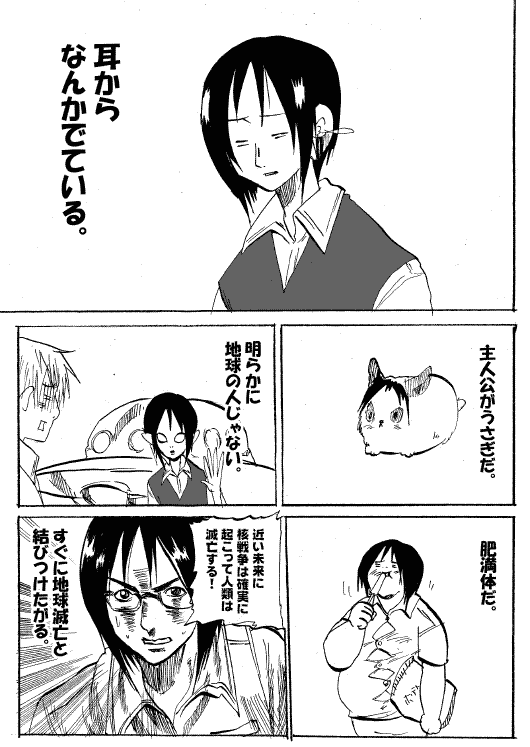 耳から
なんかでている。
主人公がうさぎだ。
明らかに
地球の人じゃない。
肥満体だ。
近い未来に
核戦争は確実に
起こって人類は
滅亡する!
すぐに地球滅亡と
結びつけたがる。